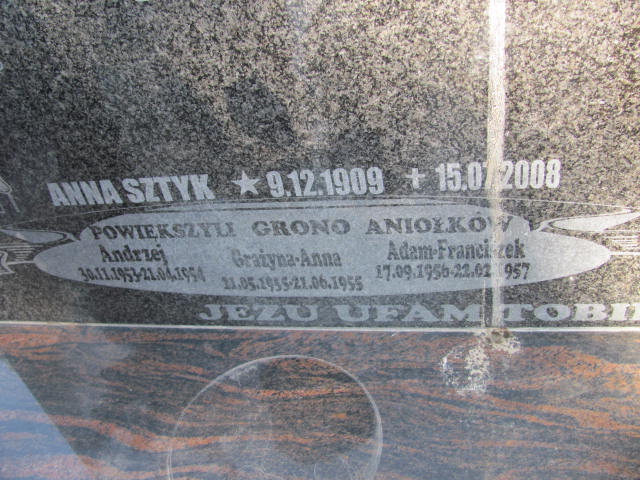 ANNA SZTYK ★ 9.12.1909 + 15.07.2008
POWIEKSZYLI GRONO ANIOŁKÓW
Andrzej Grażyna-Anna Adam-Franciszek
30.11.1953-21.04.1954 21.05.1955-21.06.1955 17.09.1956-22.02.1957
JEZU UFAM TOBIE